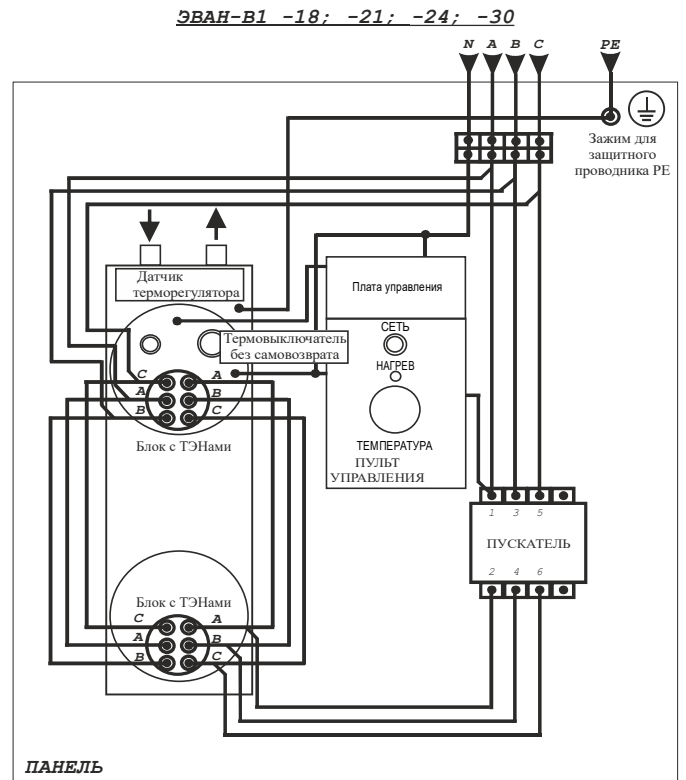 ЭВАН-В1 -18; -21; -24; -30
N A B C PE
Зажим для
защитного
проводника PE
Датчик
терморегулятора
Плата управления
Термовыключатель
без самовозврата
СЕТЬ
НАГРЕВ
C A
A B
B C
Блок с ТЭНами
ТЕМПЕРАТУРА
ПУЛЬТ
УПРАВЛЕНИЯ
1 3 5
ПУСКАТЕЛЬ
2 4 6
Блок с ТЭНами
C A
A B
B C
ПАНЕЛЬ